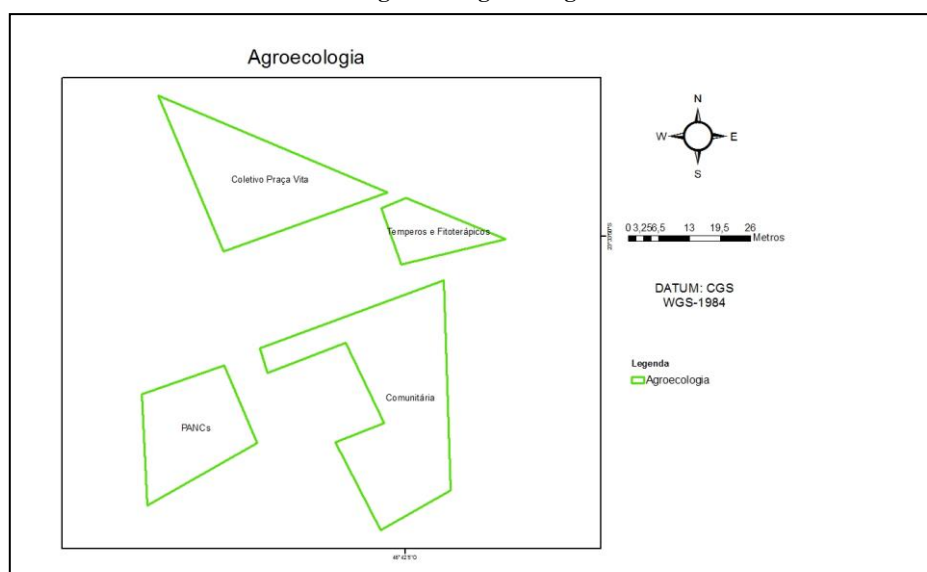 Agroecologia
Coletivo Praça Vita
Temperos e Fitoterápicos
Comunitária
PANCs
N
W
E
S
0 3,25 6,5 13 19,5 26
Metros
DATUM: CGS
WGS-1984
Legenda
Agroecologia